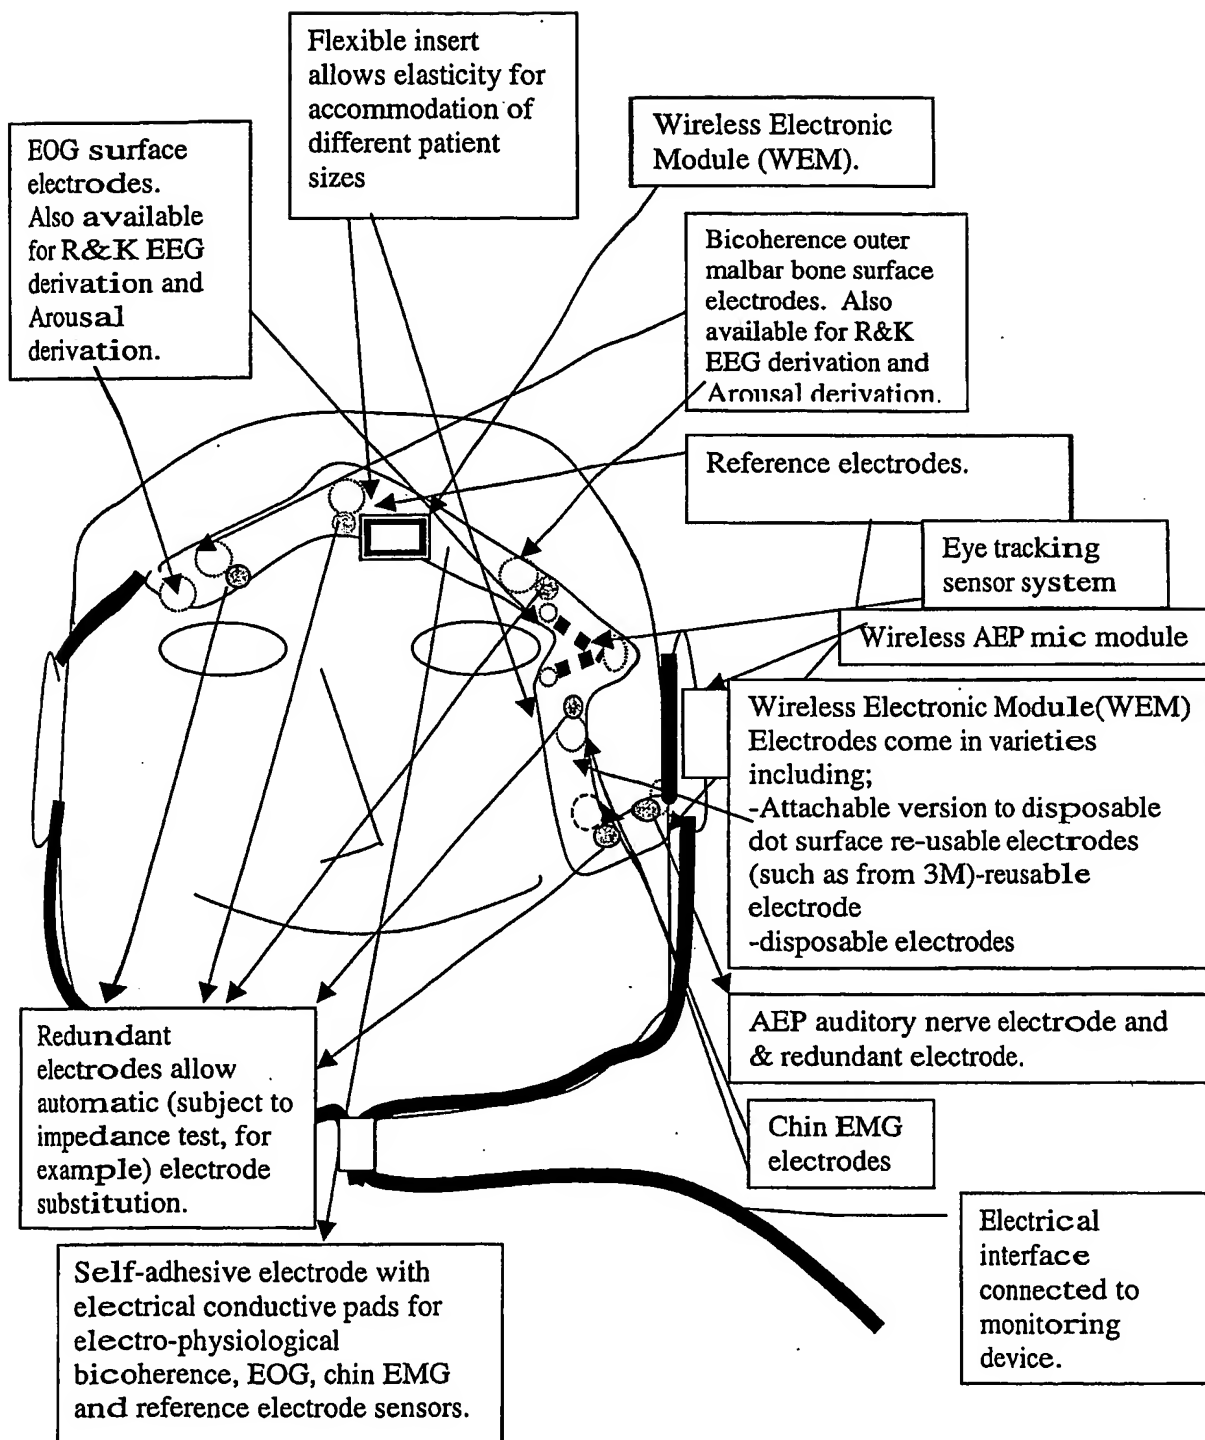 Flexible insert
allows elasticity for
accommodation of
different patient
sizes
Wireless Electronic
Module (WEM).
EOG surface
electrodes.
Also available
for R&K EEG
derivation and
Arousal
derivation.
Bicoherence outer
malbar bone surface
electrodes. Also
available for R&K
EEG derivation and
Arousal derivation.
Reference electrodes.
Eye tracking
sensor system
Wireless AEP mic module
Wireless Electronic Module(WEM)
Electrodes come in varieties
including;
-Attachable version to disposable
dot surface re-usable electrodes
(such as from 3M)-reusable
electrode
-disposable electrodes
AEP auditory nerve electrode and
& redundant electrode.
Chin EMG
electrodes
Redundant
electrodes allow
automatic (subject to
impedance test, for
example) electrode
substitution.
Electrical
interface
connected to
monitoring
device.
Self-adhesive electrode with
electrical conductive pads for
electro-physiological
bicoherence, EOG, chin EMG
and reference electrode sensors.